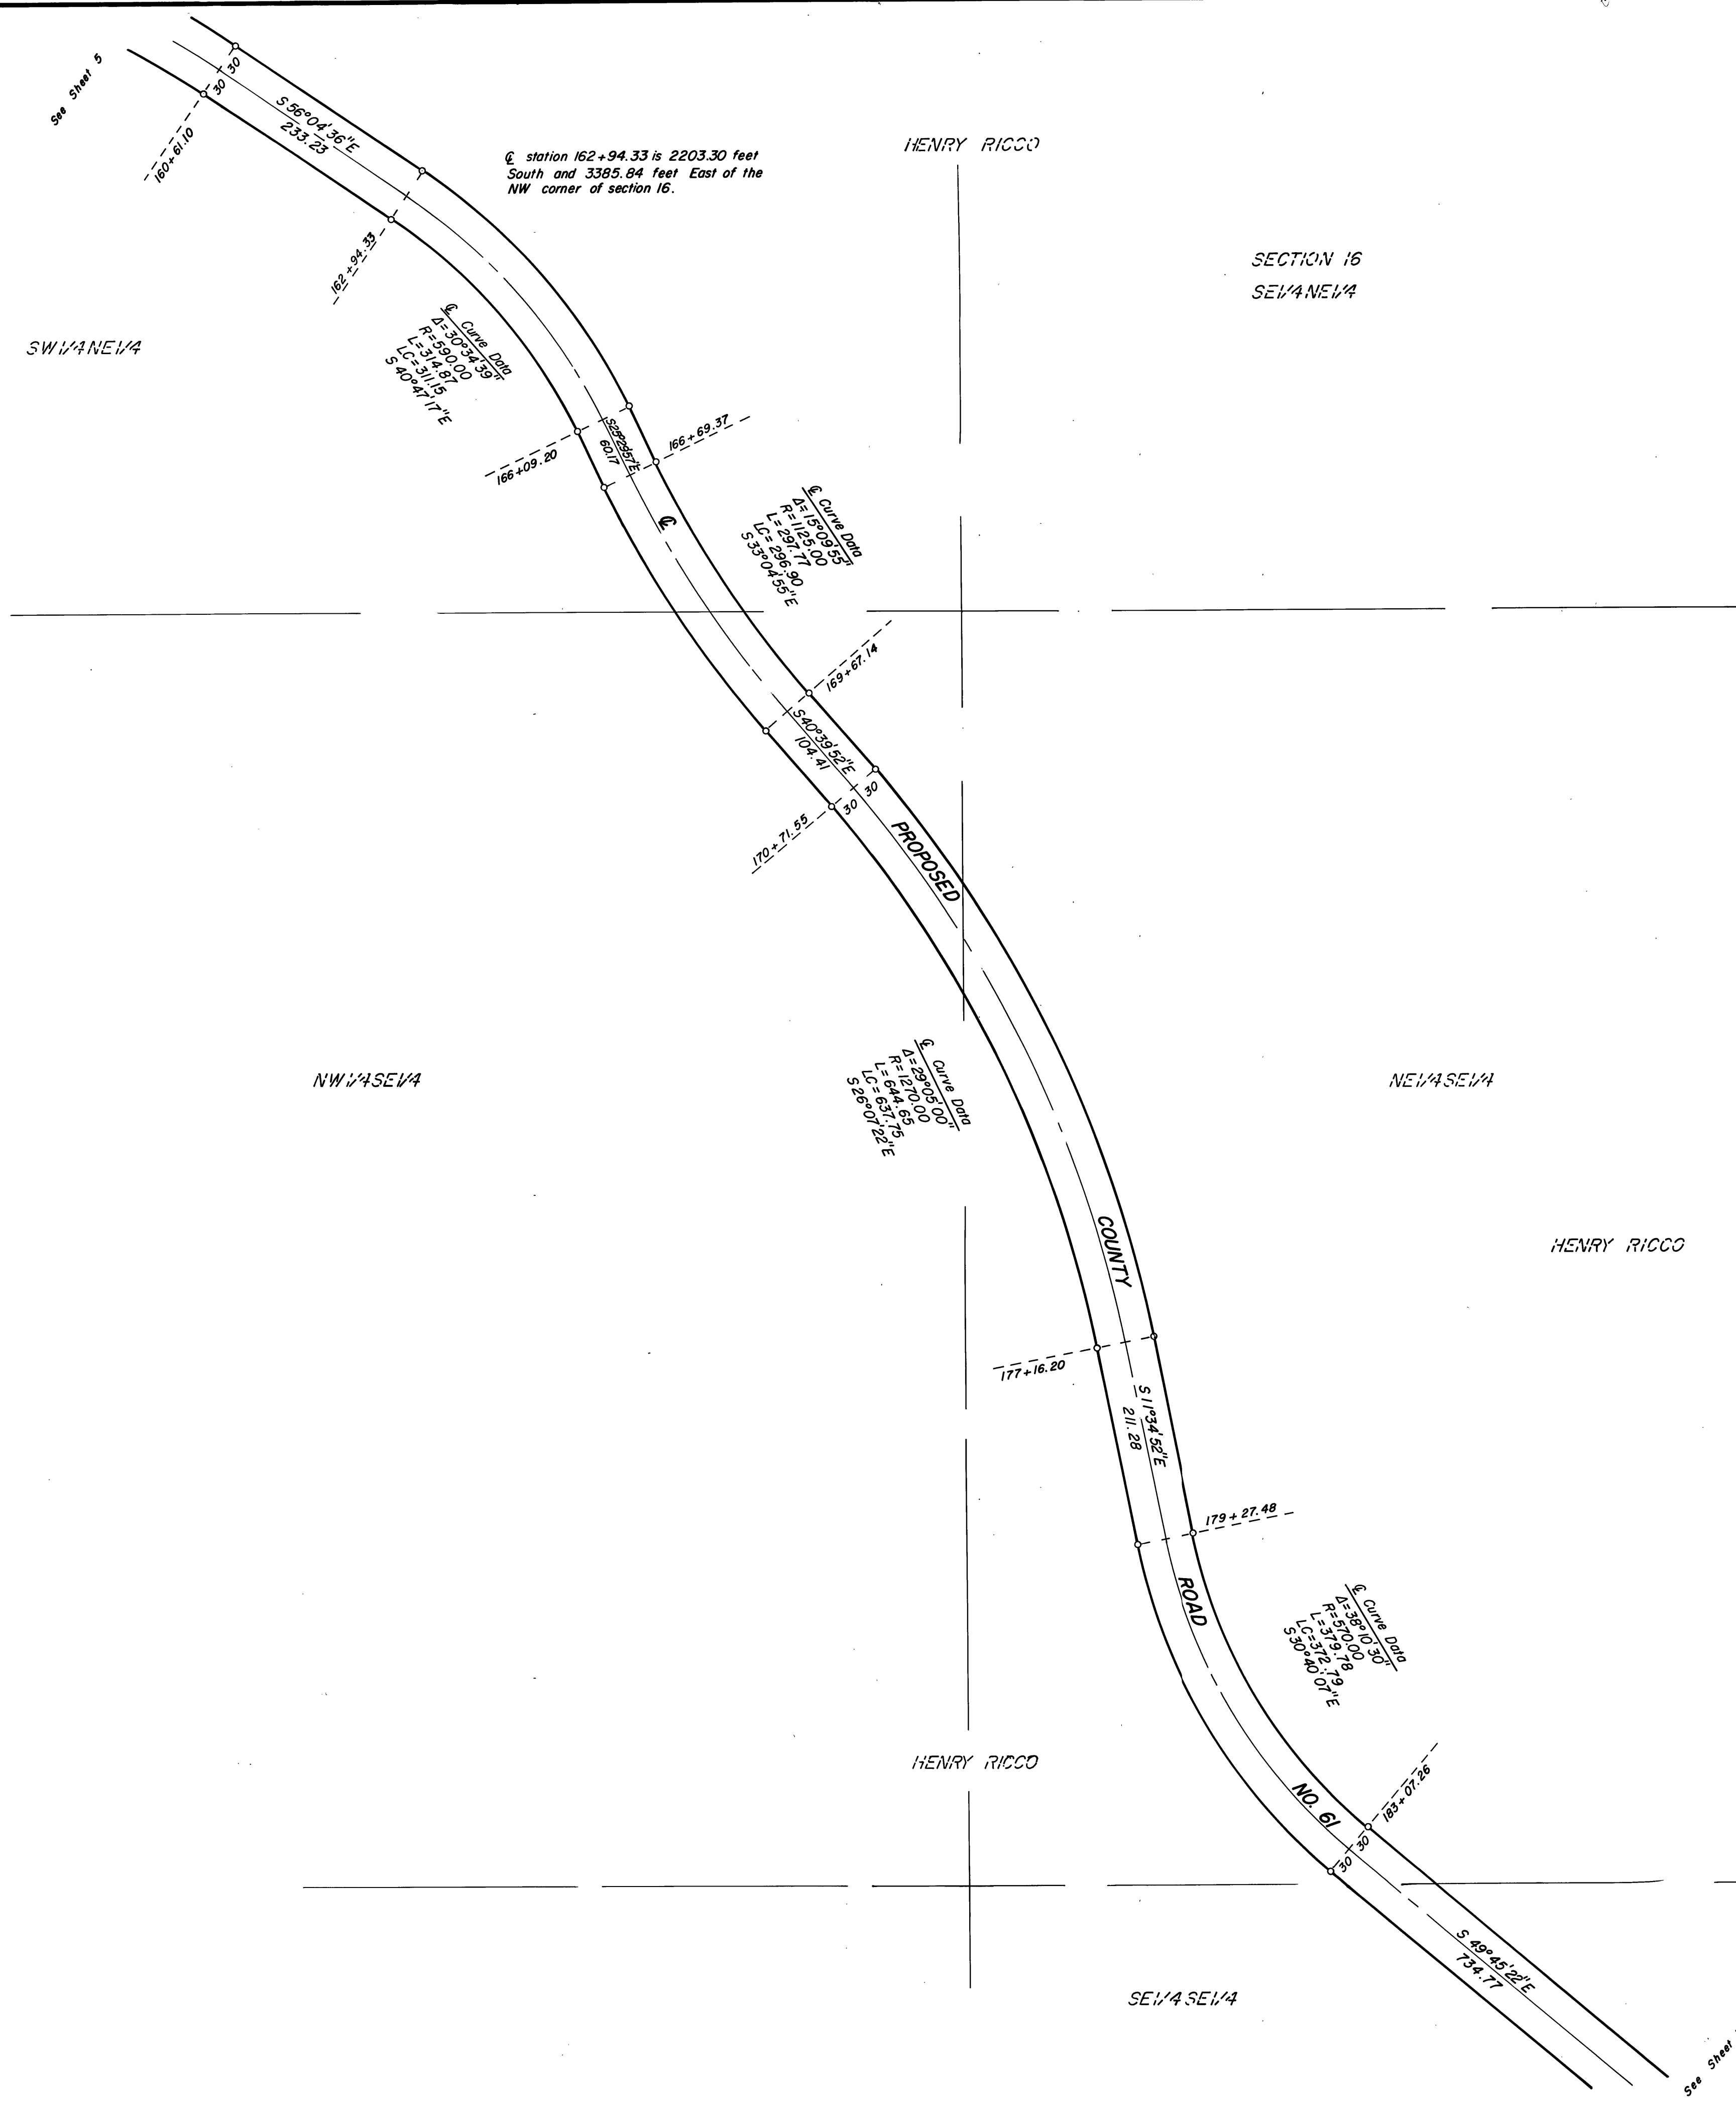 See Sheet 5
30
30
160+61.10
S 56°04'36"E
233.23
℄ station 162+94.33 is 2203.30 feet
South and 3385.84 feet East of the
NW corner of section 16.
HENRY RICCO
SECTION 16
SE1/4NE1/4
162+94.33
SW1/4NE1/4
℄ Curve Data
Δ=30°34'39"
R=590.00
L=314.87
LC=311.15
S 40°47'17"E
166+09.20
S25°29'57"E
60.17
166+69.37
℄
℄ Curve Data
Δ=15°09'55"
R=1125.00
L=297.77
LC=296.90
S 33°04'55"E
169+67.14
S40°39'52"E
104.41
30
30
170+71.55
PROPOSED
NW1/4SE1/4
℄ Curve Data
Δ=29°05'00"
R=1270.00
L=644.65
LC=637.75
S26°07'22"E
NE1/4SE1/4
COUNTY
HENRY RICCO
177+16.20
S11°34'52"E
211.28
179+27.48
ROAD
℄ Curve Data
Δ=38°10'30"
R=570.00
L=379.78
LC=372.79
S30°40'07"E
HENRY RICCO
NO. 61
183+07.26
30
30
S 49°45'22"E
734.77
SE1/4SE1/4
See Sheet